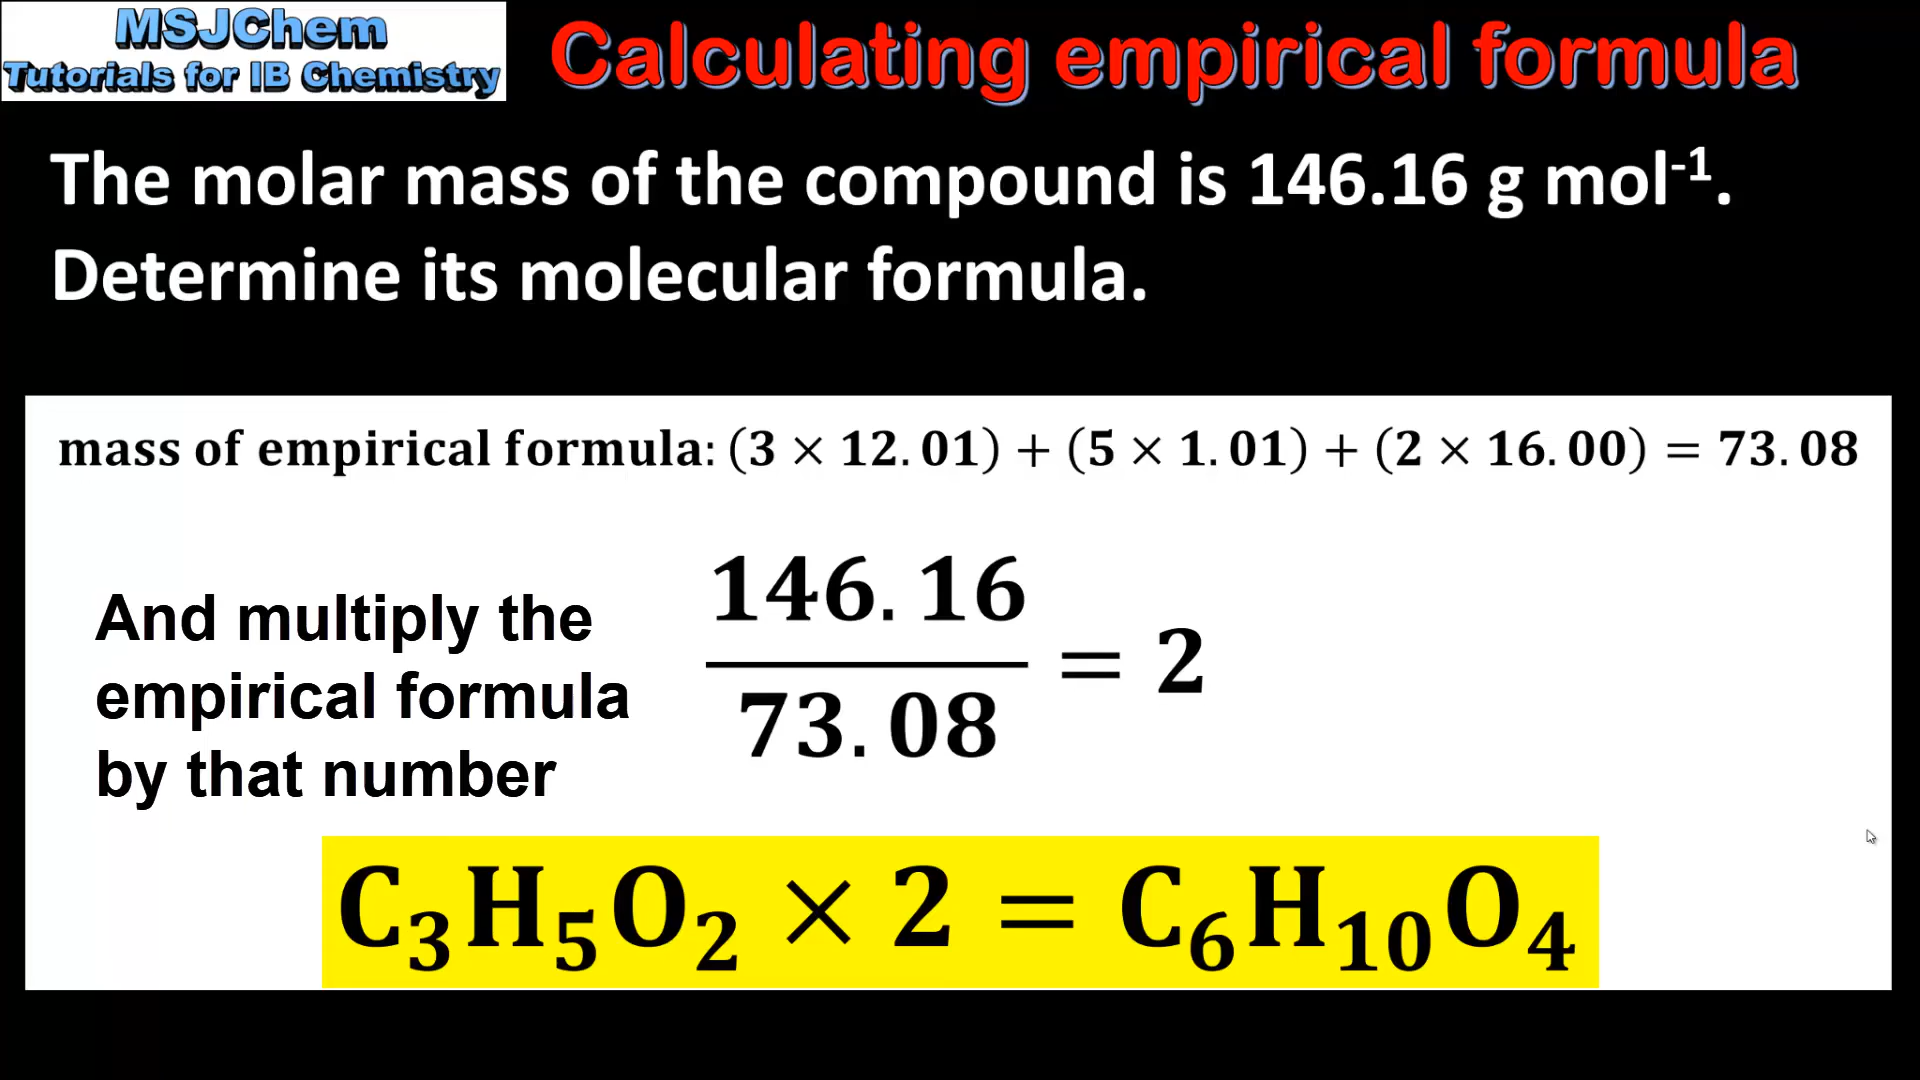 MSJChem
Tutorials for IB Chemistry
Calculating empirical formula
The molar mass of the compound is 146.16 g mol⁻¹.
Determine its molecular formula.
mass of empirical formula: (3 × 12.01) + (5 × 1.01) + (2 × 16.00) = 73.08
And multiply the
empirical formula
by that number
146.16
73.08
= 2
C₃H₅O₂ × 2 = C₆H₁₀O₄